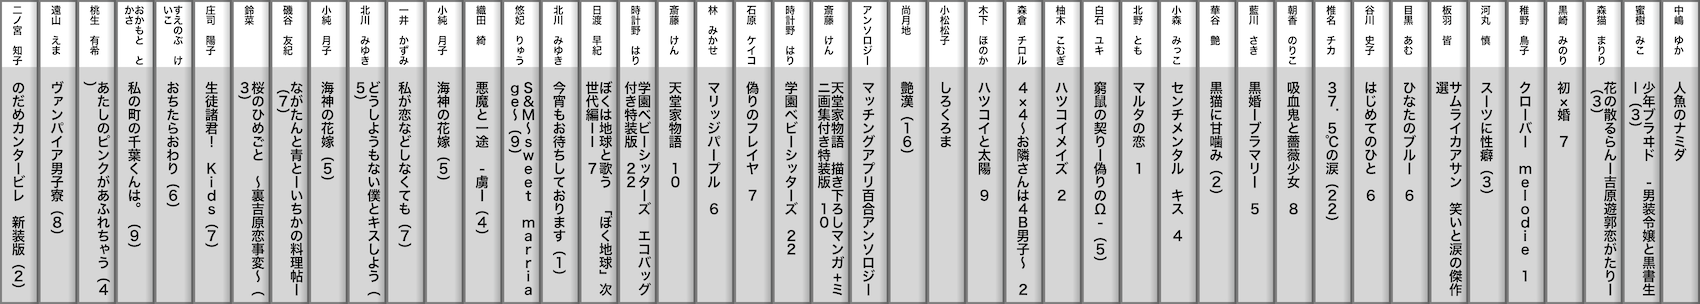 中嶋 ゆか
人魚のナミダ
蜜樹 みこ
少年ブラヰド -男装令嬢と黒書生
ー(3)
森猫 まりり
花の散るらんー吉原遊郭恋がたりー
(3)
黒崎 みのり
初×婚 7
稚野 鳥子
クローバー melodie 1
河丸 慎
スーツに性癖(3)
板羽 皆
サムライカアサン 笑いと涙の傑作
選
目黒 あむ
ひなたのブルー 6
谷川 史子
はじめてのひと 6
椎名 チカ
37.5℃の涙(22)
朝香 のりこ
吸血鬼と薔薇少女 8
藍川 さき
黒婚ーブラマリー 5
華谷 艶
黒猫に甘噛み(2)
小森 みっこ
センチメンタル キス 4
北野 とも
マルタの恋 1
白石 ユキ
窮鼠の契りー偽りのΩ-(5)
柚木 こむぎ
ハツコイメイズ 2
森倉 チロル
4×4〜お隣さんは4B男子〜 2
木下 ほのか
ハツコイと太陽 9
小松松子
しろくろま
尚月地
艶漢(16)
アンソロジー
マッチングアプリ百合アンソロジー
斎藤 けん
天堂家物語 描き下ろしマンガ+ミ
二画集付き特装版 10
時計野 はり
学園ベビーシッターズ 22
石原 ケイコ
偽りのフレイヤ 7
林 みかせ
マリッジパープル 6
斎藤 けん
天堂家物語 10
時計野 はり
学園ベビーシッターズ エコバッグ
付き特装版 22
日渡 早紀
ぼくは地球と歌う 「ぼく地球」次
世代編ーー 7
北川 みゆき
今宵もお待ちしております(1)
悠妃 りゅう
S&M〜sweet marria
ge〜(9)
織田 綺
悪魔と一途 -虜ー(4)
小純 月子
海神の花嫁(5)
一井 かずみ
私が恋などしなくても(7)
北川 みゆき
どうしようもない僕とキスしよう(
5)
小純 月子
海神の花嫁(5)
磯谷 友紀
ながたんと青とーいちかの料理帖ー
(7)
鈴菜
桜のひめごと 〜裏吉原恋事変〜(
3)
庄司 陽子
生徒諸君! Kids(7)
すえのぶ け
いこ
おちたらおわり(6)
おかもと と
かさ
私の町の千葉くんは。(9)
桃生 有希
あたしのピンクがあふれちゃう(4
)
遠山 えま
ヴァンパイア男子寮(8)
二ノ宮 知子
のだめカンタービレ 新装版(2)